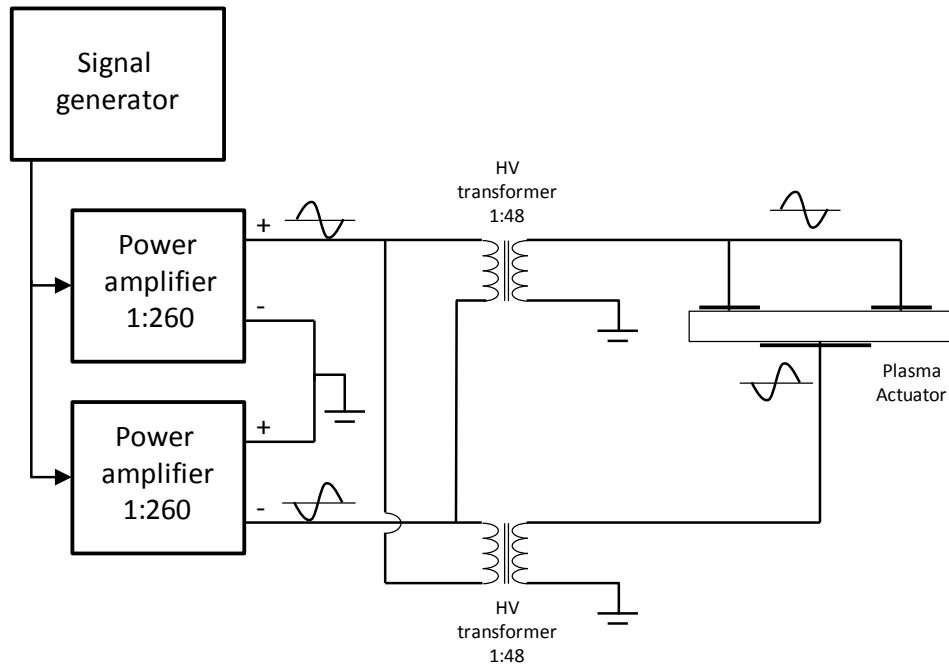 Signal
generator
Power
amplifier
1:260
+
-
Power
amplifier
1:260
+
-
HV
transformer
1:48
HV
transformer
1:48
Plasma
Actuator